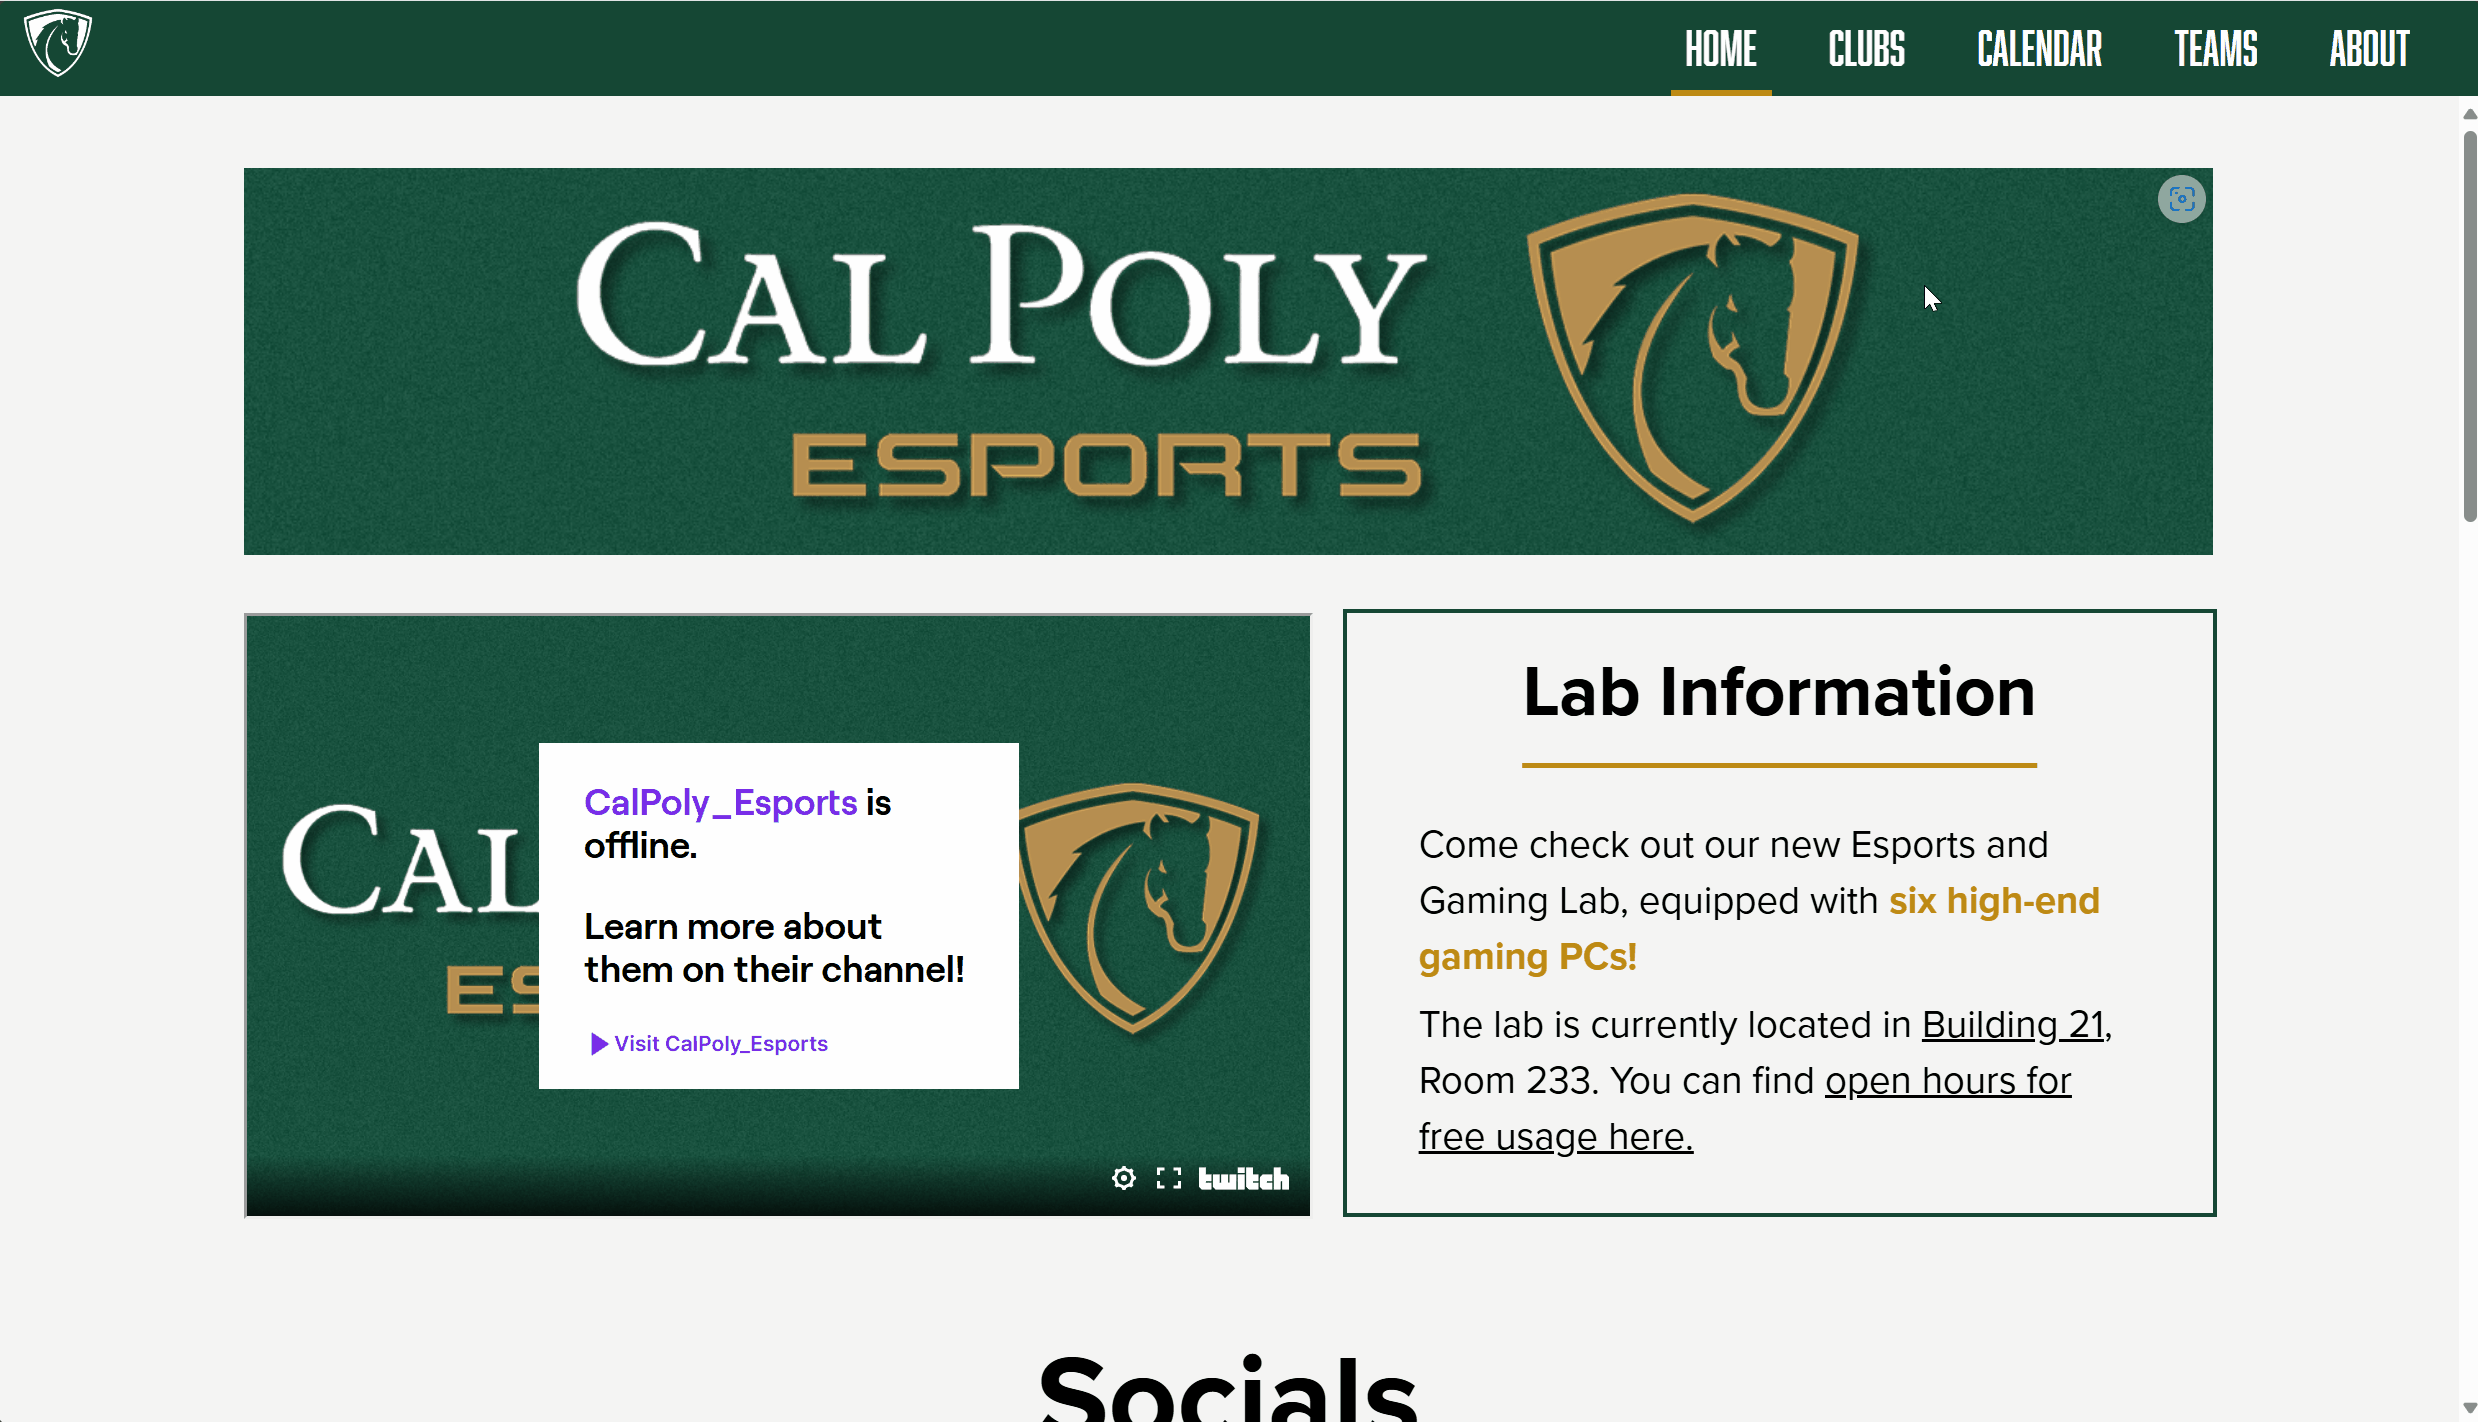 HOME CLUBS CALENDAR TEAMS ABOUT
CAL POLY
ESPORTS
CAL
ES
CalPoly_Esports is
offline.
Learn more about
them on their channel!
Visit CalPoly_Esports
twitch
Lab Information
Come check out our new Esports and
Gaming Lab, equipped with six high-end
gaming PCs!
The lab is currently located in Building 21,
Room 233. You can find open hours for
free usage here.
Socials